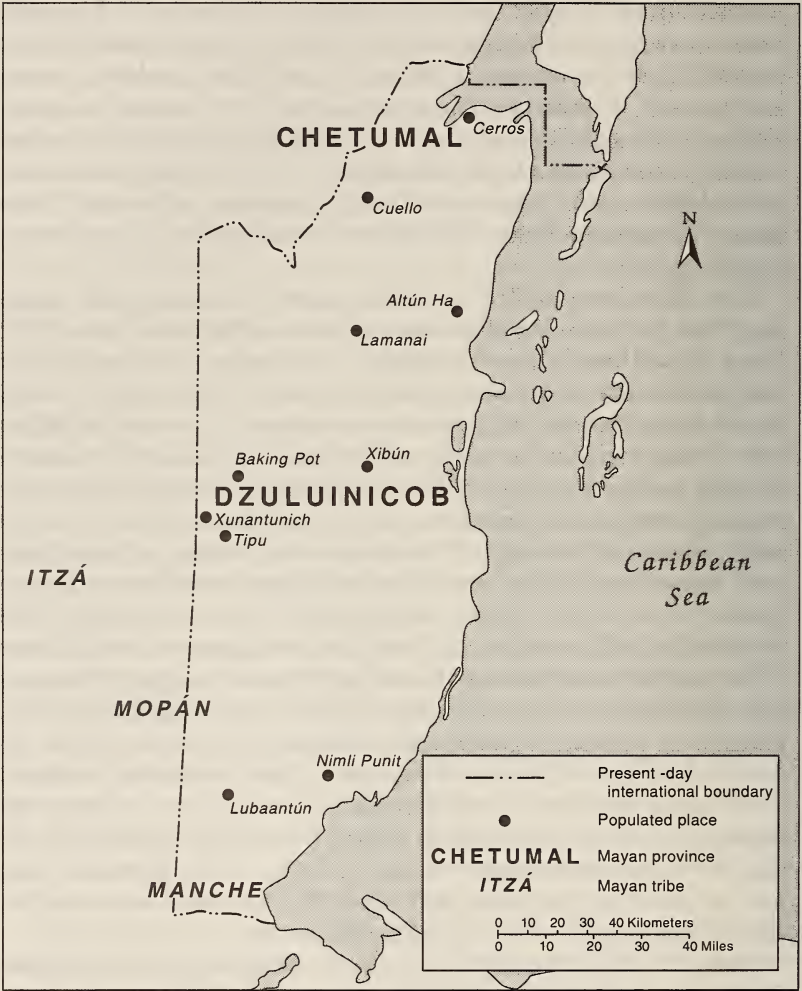 CHETUMAL
Cerros
Cuello
N
Altún Ha
Lamanai
Baking Pot
Xibún
DZULUINICOB
Xunantunich
Tipu
ITZÁ
Caribbean
Sea
MOPÁN
Nimli Punit
Lubaantún
MANCHE
Present -day
international boundary
Populated place
CHETUMAL Mayan province
ITZÁ Mayan tribe
0 10 20 30 40 Kilometers
0 10 20 30 40 Miles